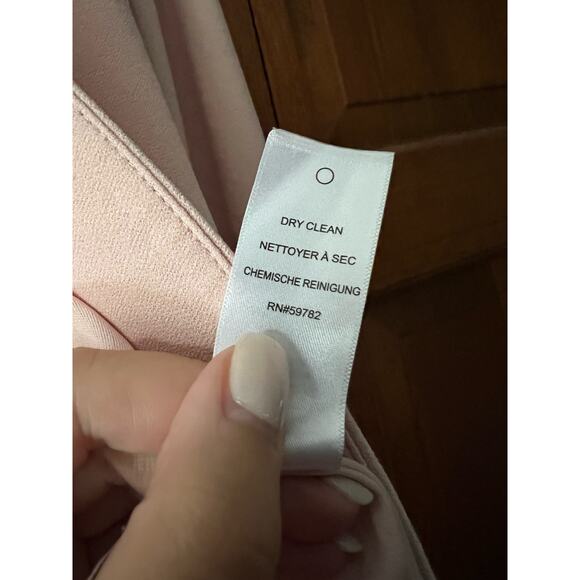 DRY CLEAN
NETTOYER À SEC
CHEMISCHE REINIGUNG
RN#59782